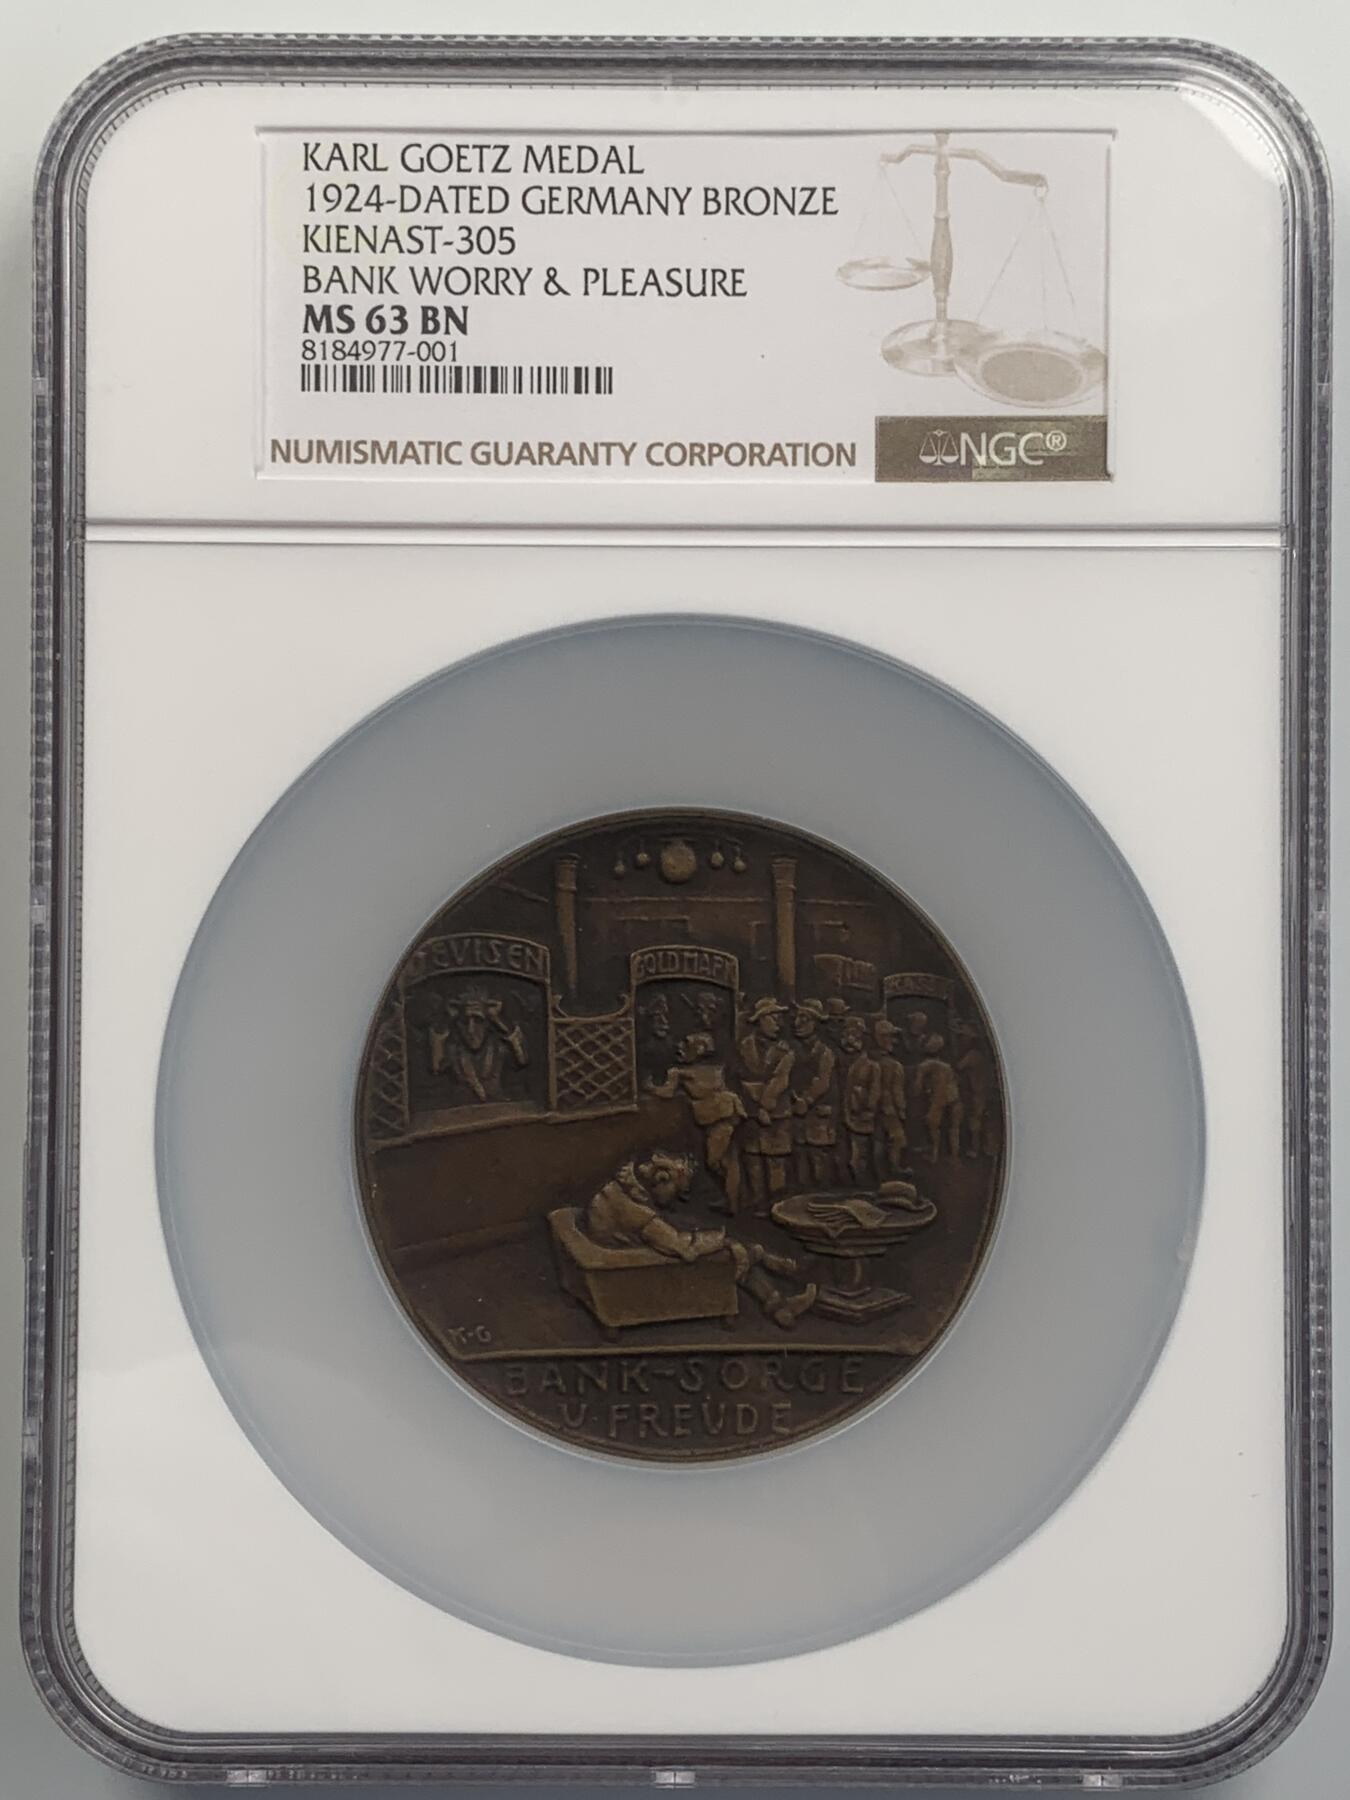 KARL GOETZ MEDAL
1924-DATED GERMANY BRONZE
KIENAST-305
BANK WORRY & PLEASURE
MS 63 BN
8184977-001
NUMISMATIC GUARANTY CORPORATION NGC®
DEVISEN
GOLDMARK
KASSE
K·G
BANK-SORGE
U·FREUDE